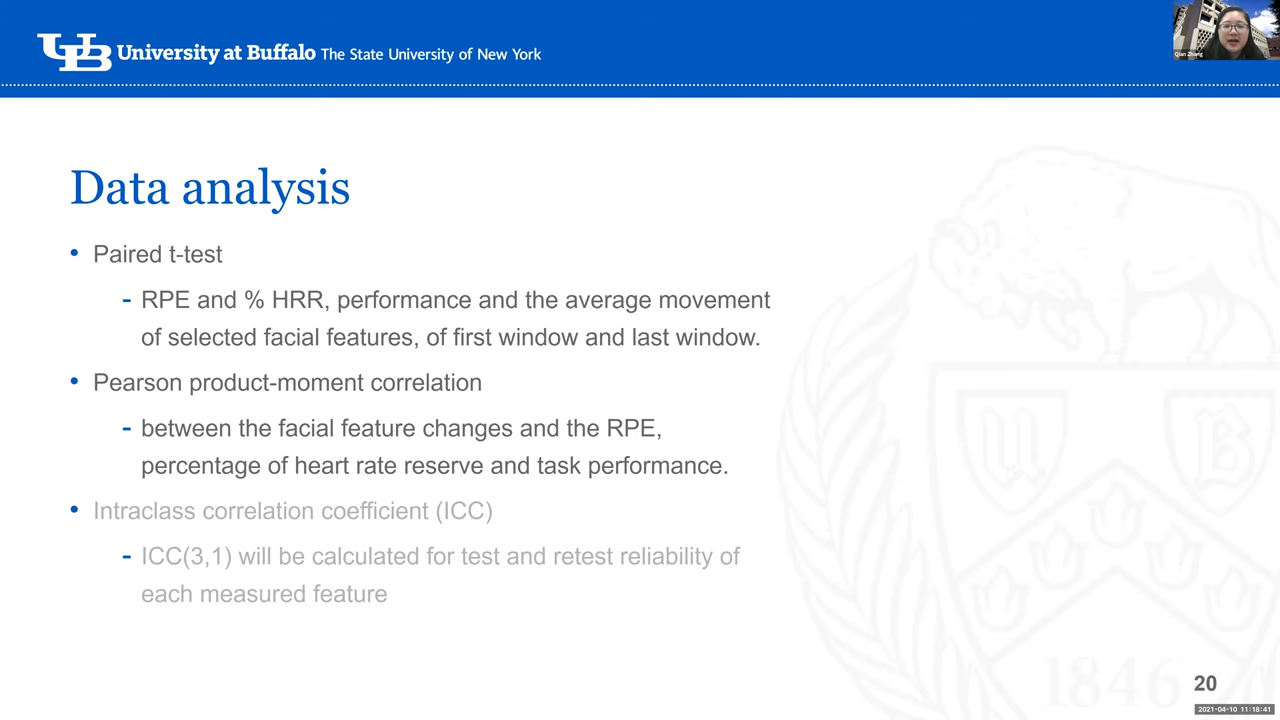 University at Buffalo The State University of New York
Qian Zhang
Data analysis
• Paired t-test
- RPE and % HRR, performance and the average movement
of selected facial features, of first window and last window.
• Pearson product-moment correlation
- between the facial feature changes and the RPE,
percentage of heart rate reserve and task performance.
• Intraclass correlation coefficient (ICC)
- ICC(3,1) will be calculated for test and retest reliability of
each measured feature
1846
20
2021-04-10 11:18:41